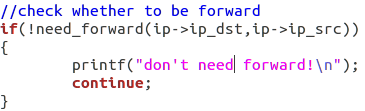 //check whether to be forward
if(!need_forward(ip->ip_dst,ip->ip_src))
{
        printf("don't need forward!\n");
        continue;
}